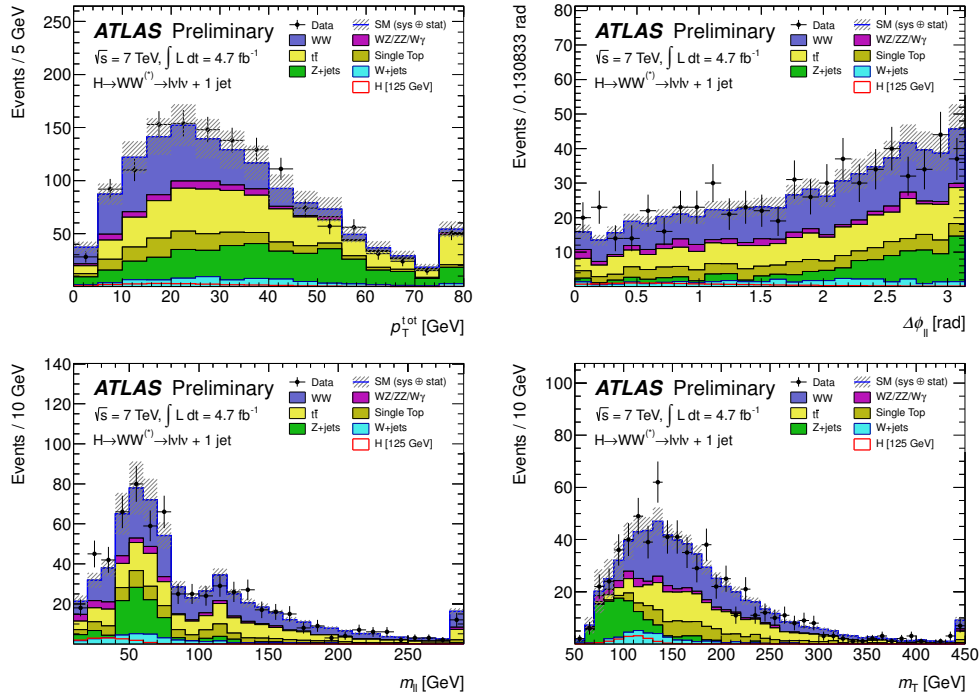 Events / 5 GeV
250
200
150
100
50
ATLAS Preliminary
√s = 7 TeV, ∫ L dt = 4.7 fb⁻¹
H→WW⁽*⁾→lνlν + 1 jet
Data
SM (sys ⊕ stat)
WW
WZ/ZZ/Wγ
tt̄
Single Top
Z+jets
W+jets
H [125 GeV]
0 10 20 30 40 50 60 70 80
p_T^tot [GeV]
Events / 0.1308333 rad
80
70
60
50
40
30
20
10
0
ATLAS Preliminary
√s = 7 TeV, ∫ L dt = 4.7 fb⁻¹
H→WW⁽*⁾→lνlν + 1 jet
Data
SM (sys ⊕ stat)
WW
WZ/ZZ/Wγ
tt̄
Single Top
Z+jets
W+jets
H [125 GeV]
0 0.5 1 1.5 2 2.5 3
Δϕ_ll [rad]
Events / 10 GeV
140
120
100
80
60
40
20
ATLAS Preliminary
√s = 7 TeV, ∫ L dt = 4.7 fb⁻¹
H→WW⁽*⁾→lνlν + 1 jet
Data
SM (sys ⊕ stat)
WW
WZ/ZZ/Wγ
tt̄
Single Top
Z+jets
W+jets
H [125 GeV]
50 100 150 200 250
m_ll [GeV]
Events / 10 GeV
100
80
60
40
20
ATLAS Preliminary
√s = 7 TeV, ∫ L dt = 4.7 fb⁻¹
H→WW⁽*⁾→lνlν + 1 jet
Data
SM (sys ⊕ stat)
WW
WZ/ZZ/Wγ
tt̄
Single Top
Z+jets
W+jets
H [125 GeV]
50 100 150 200 250 300 350 400 450
m_T [GeV]